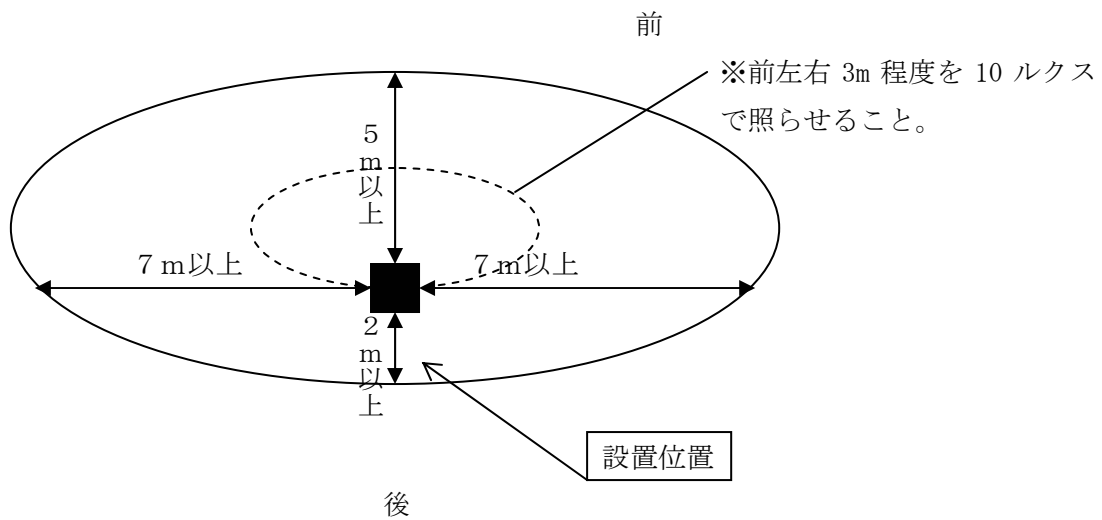 前
※前左右 3m 程度を 10 ルクス
で照らせること。
5m以上
7m以上
7m以上
2m以上
設置位置
後